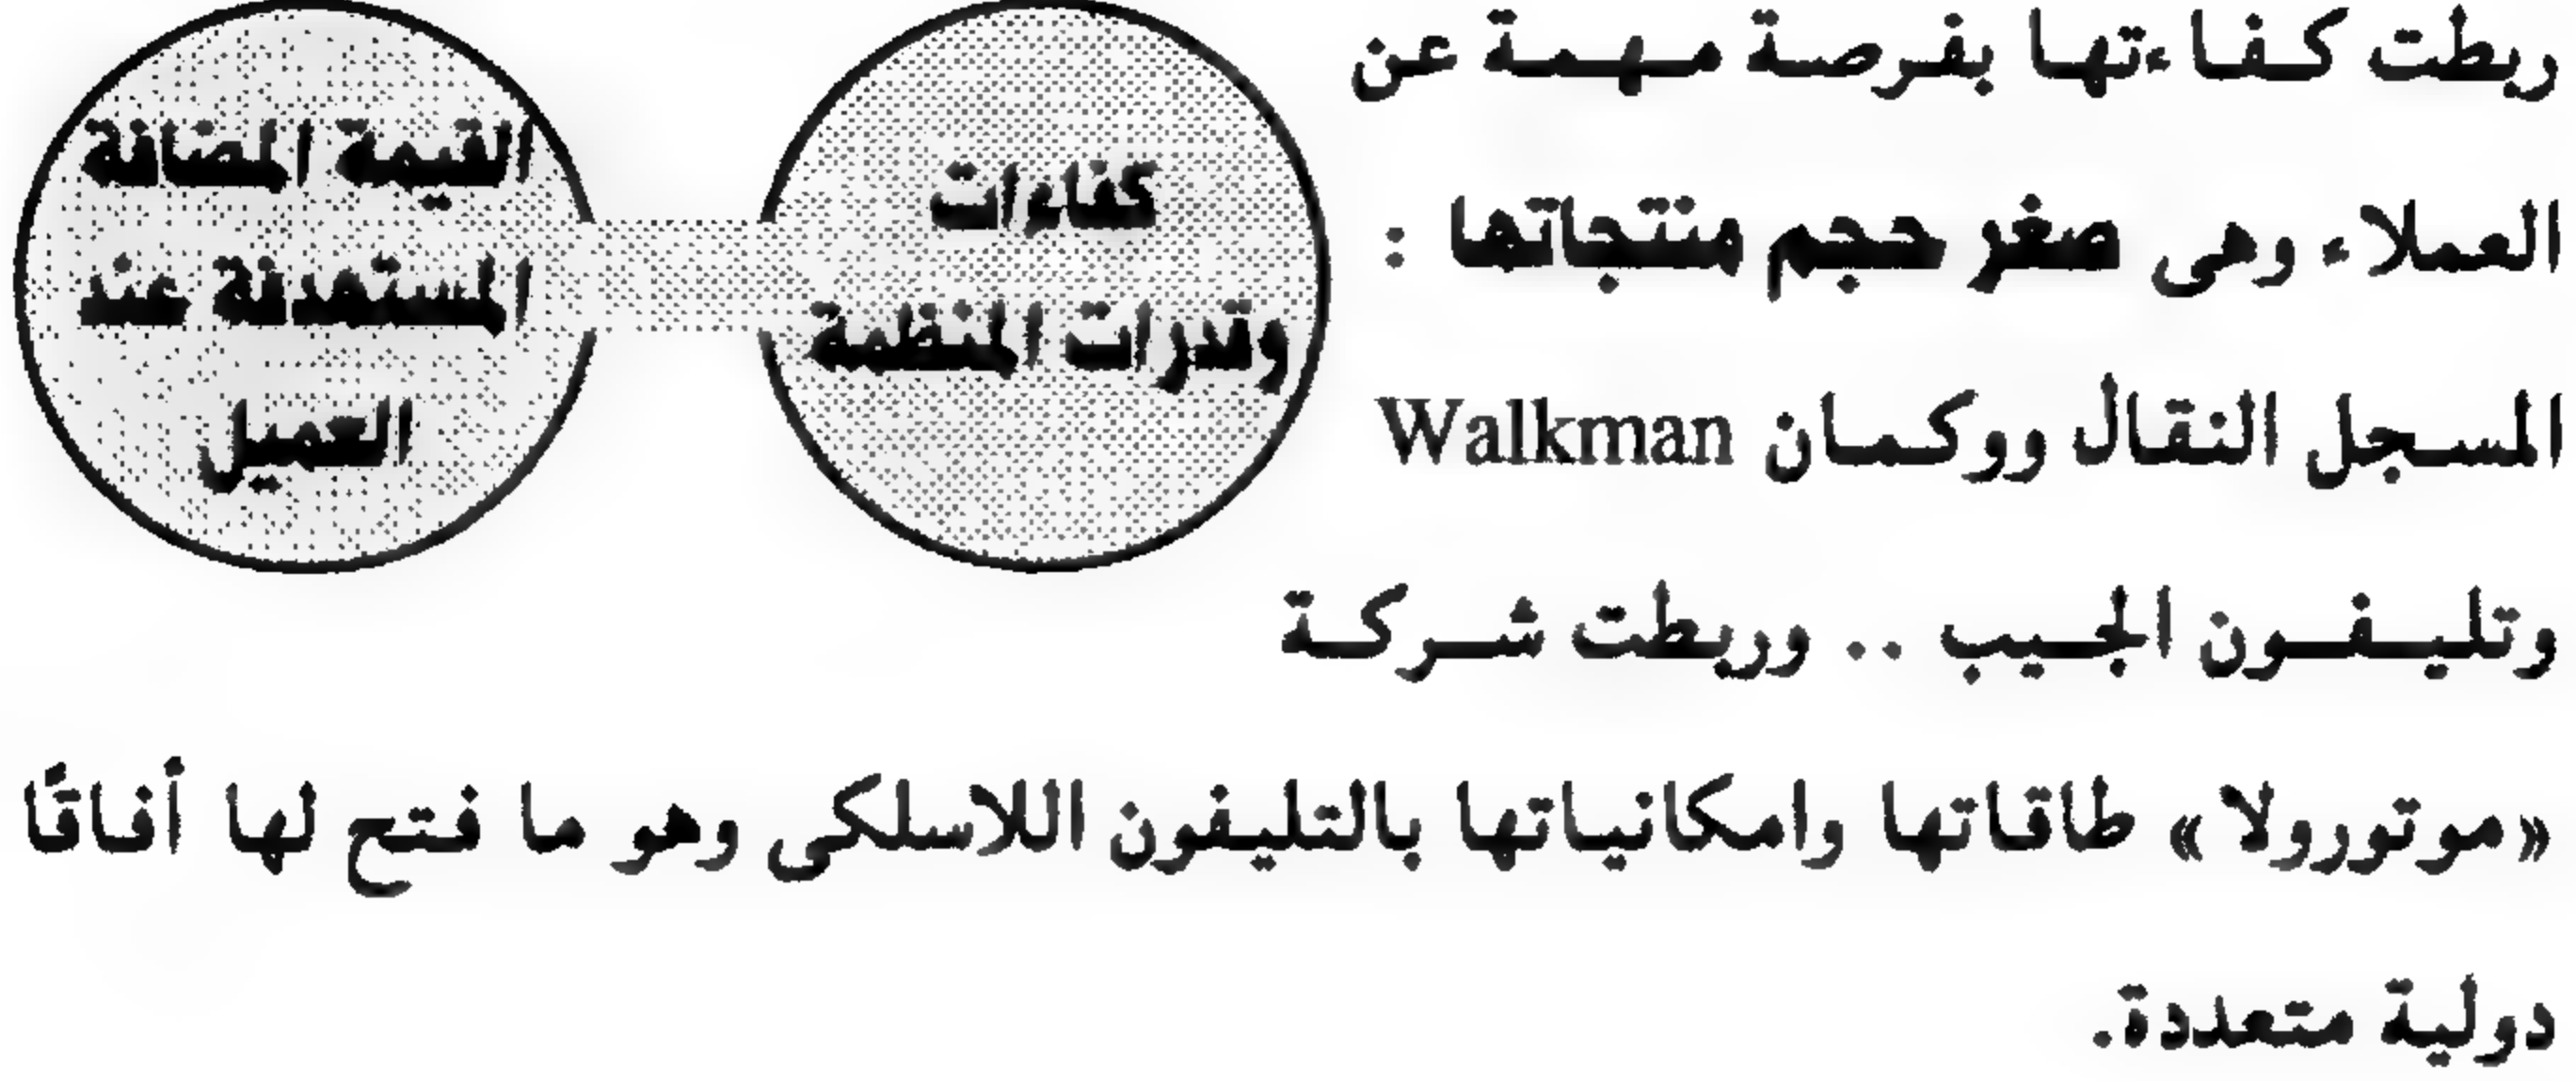 ربطت كفاءتها بفرصة مهمة عن
العملاء وهى صغر حجم منتجاتها :
المسجل النقال ووكمان Walkman
وتليفون الجيب .. وربطت شركة
«موتورولا» طاقاتها وامكانياتها بالتليفون اللاسلكى وهو ما فتح لها أفاقًا
دولية متعددة.
كفاءات
وقدرات المنظمة
القيمة المضافة
المستهدفة عند
العميل